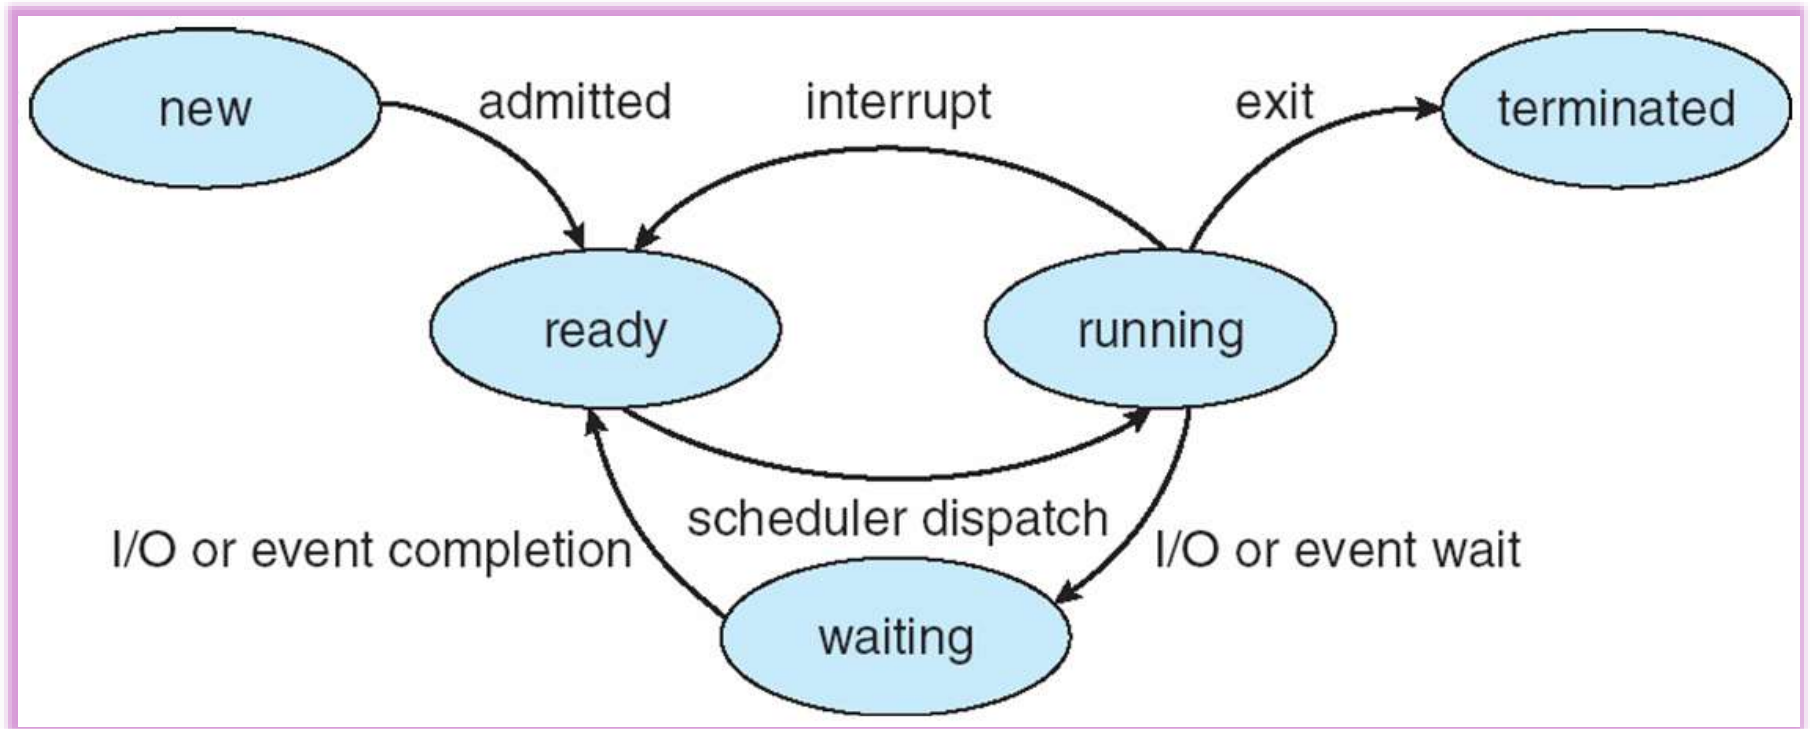 new
admitted
interrupt
exit
terminated
ready
running
scheduler dispatch
I/O or event completion
I/O or event wait
waiting